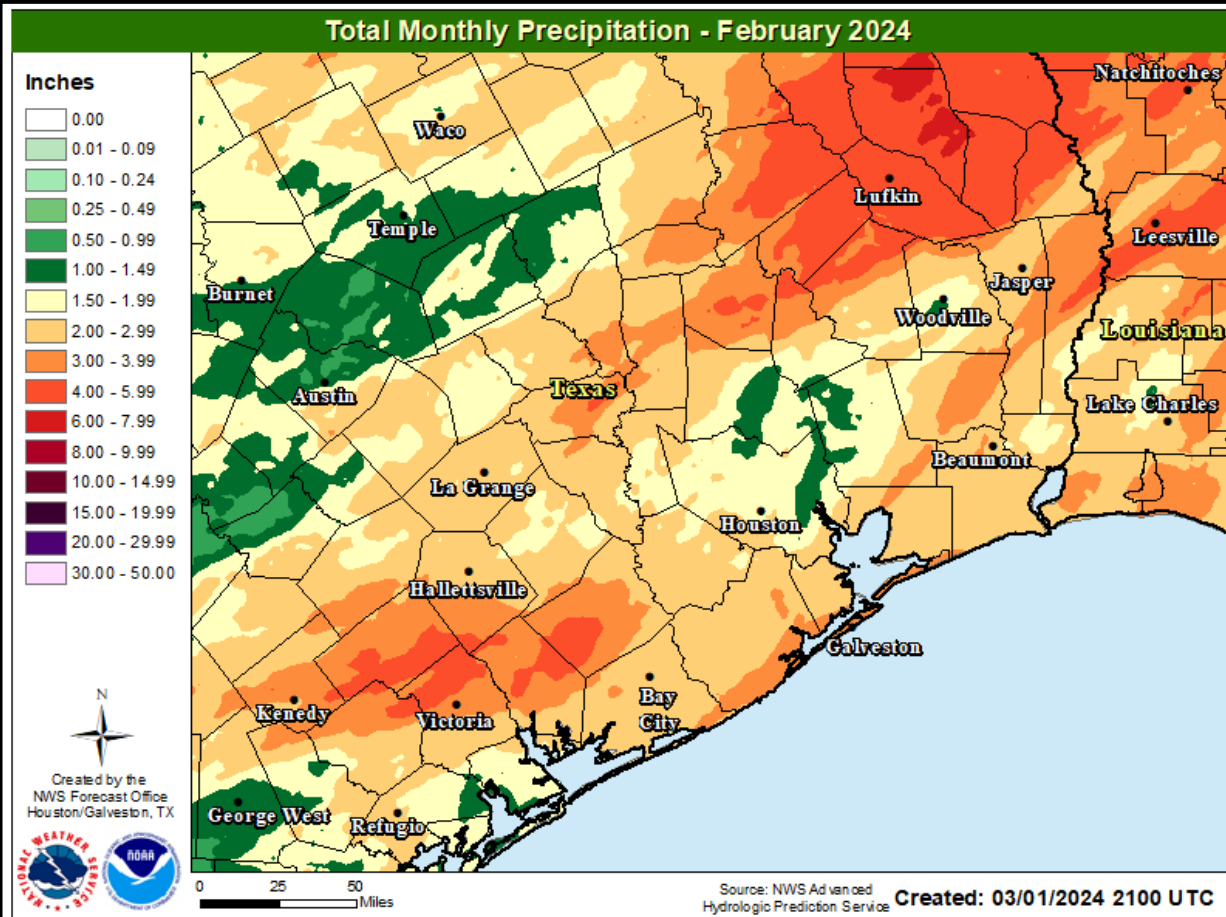 Total Monthly Precipitation - February 2024
Inches
0.00
0.01 - 0.09
0.10 - 0.24
0.25 - 0.49
0.50 - 0.99
1.00 - 1.49
1.50 - 1.99
2.00 - 2.99
3.00 - 3.99
4.00 - 5.99
6.00 - 7.99
8.00 - 9.99
10.00 - 14.99
15.00 - 19.99
20.00 - 29.99
30.00 - 50.00
Natchitoches
Waco
Lufkin
Temple
Leesville
Jasper
Burnet
Woodville
Louisiana
Texas
Austin
Lake Charles
Beaumont
La Grange
Houston
Hallettsville
Galveston
Bay
City
Kenedy
Victoria
George West
Refugio
N
Created by the
NWS Forecast Office
Houston/Galveston, TX
NATIONAL WEATHER SERVICE
NOAA
0 25 50
Miles
Source: NWS Advanced
Hydrologic Prediction Service
Created: 03/01/2024 2100 UTC